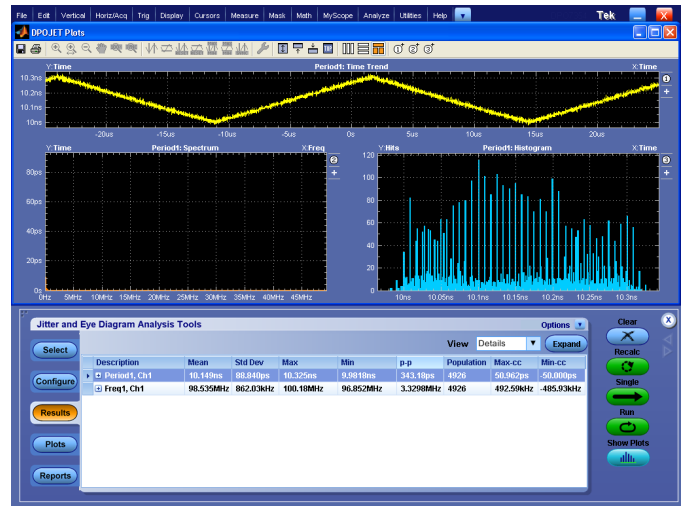 File Edit Vertical Horiz/Acq Trig Display Cursors Measure Mask Math MyScope Analyze Utilities Help Tek
DPOJET Plots
Y:Time Period1: Time Trend X:Time
10.3ns
10.2ns
10.1ns
10ns
-20us -15us -10us -5us 0s 5us 10us 15us 20us
1
Y:Time Period1: Spectrum X:Freq
2
80ps
60ps
40ps
20ps
0s
0Hz 5MHz 10MHz 15MHz 20MHz 25MHz 30MHz 35MHz 40MHz 45MHz
Y:Hits Period1: Histogram X:Time
3
120
100
80
60
40
20
0
10ns 10.05ns 10.1ns 10.15ns 10.2ns 10.25ns 10.3ns
Jitter and Eye Diagram Analysis Tools Options
View Details Expand
Select
Configure
Results
Plots
Reports
Description Mean Std Dev Max Min p-p Population Max-cc Min-cc
Period1, Ch1 10.149ns 88.840ps 10.325ns 9.9818ns 343.18ps 4926 50.962ps -50.000ps
Freq1, Ch1 98.535MHz 862.03kHz 100.18MHz 96.852MHz 3.3298MHz 4926 492.59kHz -485.93kHz
Clear
Recalc
Single
Run
Show Plots